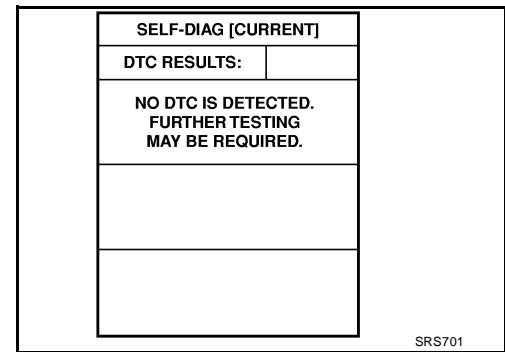 SELF-DIAG [CURRENT]
DTC RESULTS:
NO DTC IS DETECTED.
FURTHER TESTING
MAY BE REQUIRED.
SRS701